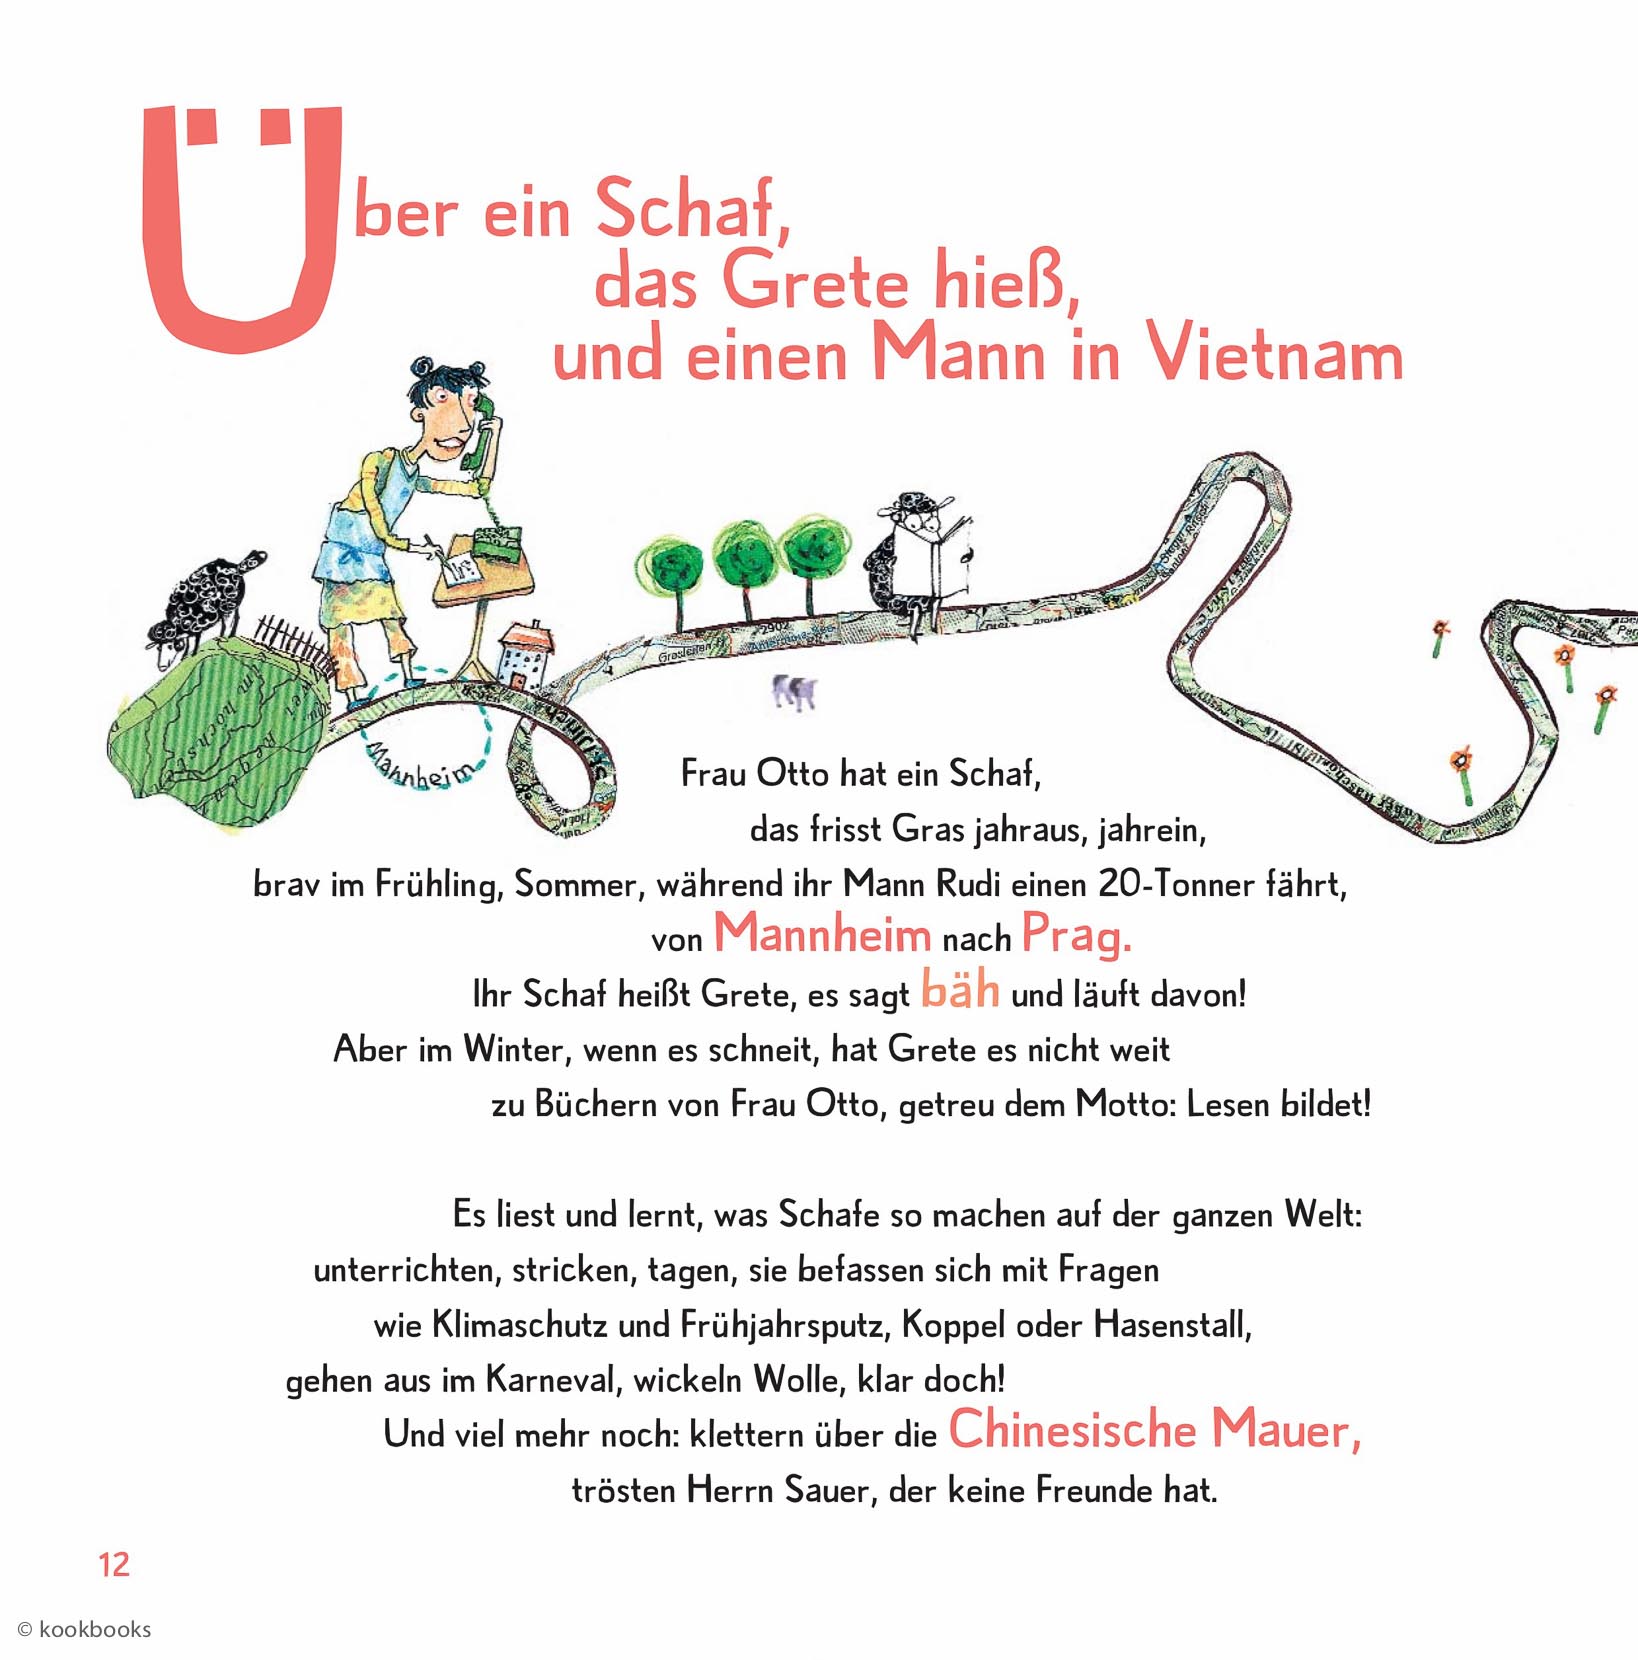 Über ein Schaf,
das Grete hieß,
und einen Mann in Vietnam
Mannheim
Frau Otto hat ein Schaf,
das frisst Gras jahraus, jahrein,
brav im Frühling, Sommer, während ihr Mann Rudi einen 20-Tonner fährt,
von Mannheim nach Prag.
Ihr Schaf heißt Grete, es sagt bäh und läuft davon!
Aber im Winter, wenn es schneit, hat Grete es nicht weit
zu Büchern von Frau Otto, getreu dem Motto: Lesen bildet!
Es liest und lernt, was Schafe so machen auf der ganzen Welt:
unterrichten, stricken, tagen, sie befassen sich mit Fragen
wie Klimaschutz und Frühjahrsputz, Koppel oder Hasenstall,
gehen aus im Karneval, wickeln Wolle, klar doch!
Und viel mehr noch: klettern über die Chinesische Mauer,
trösten Herrn Sauer, der keine Freunde hat.
12
© kookbooks